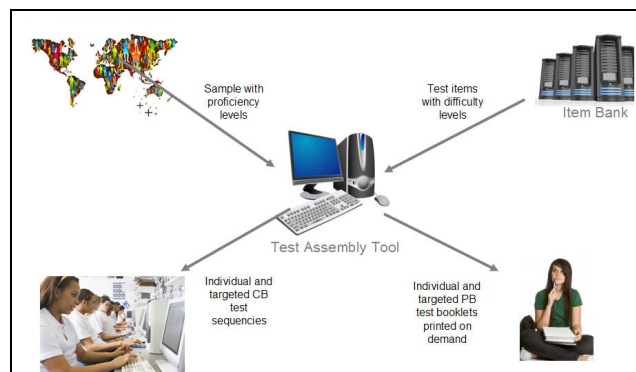 Sample with
proficiency
levels
Test items
with difficulty
levels
Item Bank
Test Assembly Tool
Individual and
targeted CB
test
sequencies
Individual and
targeted PB
test booklets
printed on
demand